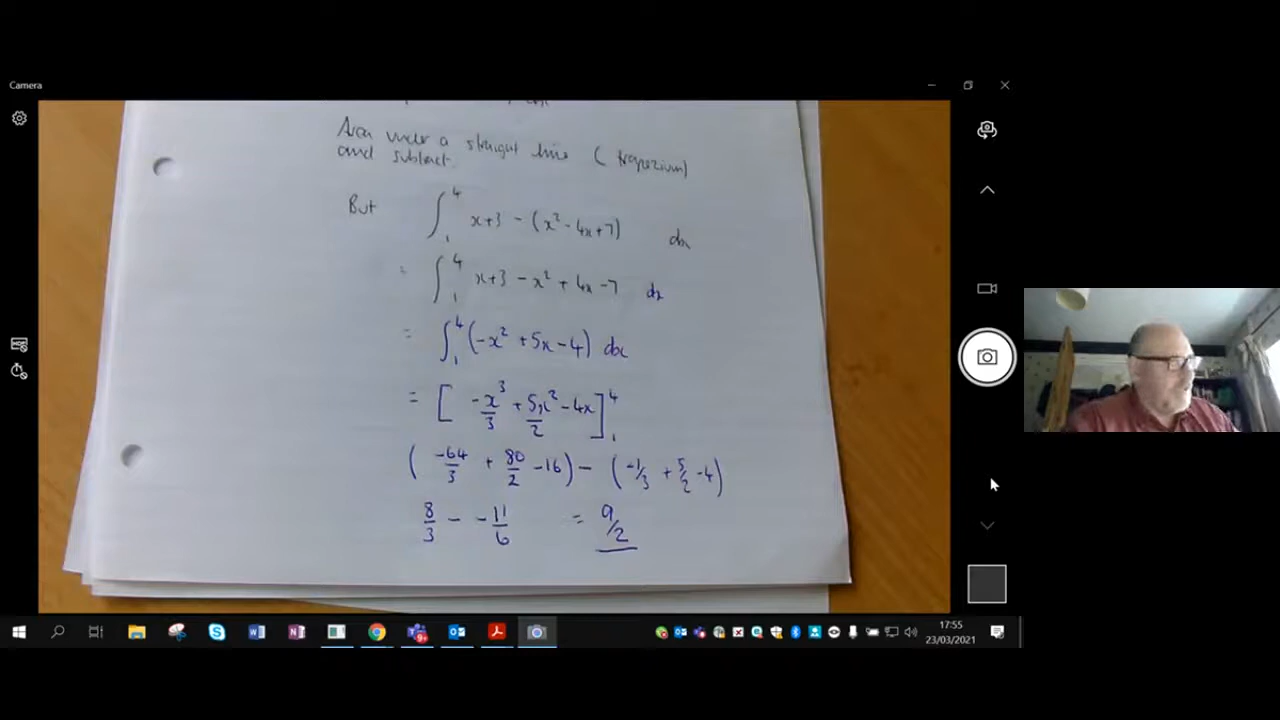 Camera
Area under a straight line ( trapezium)
and subtract.
But ∫₁⁴ x+3 - (x² - 4x+7) dx
= ∫₁⁴ x+3 - x² + 4x - 7 dx
= ∫₁⁴ (-x² + 5x - 4) dx
= [ -x³/3 + 5x²/2 - 4x ]₁⁴
( -64/3 + 80/2 - 16) - ( -1/3 + 5/2 - 4)
8/3 - - 11/6 = 9/2
17:55
23/03/2021